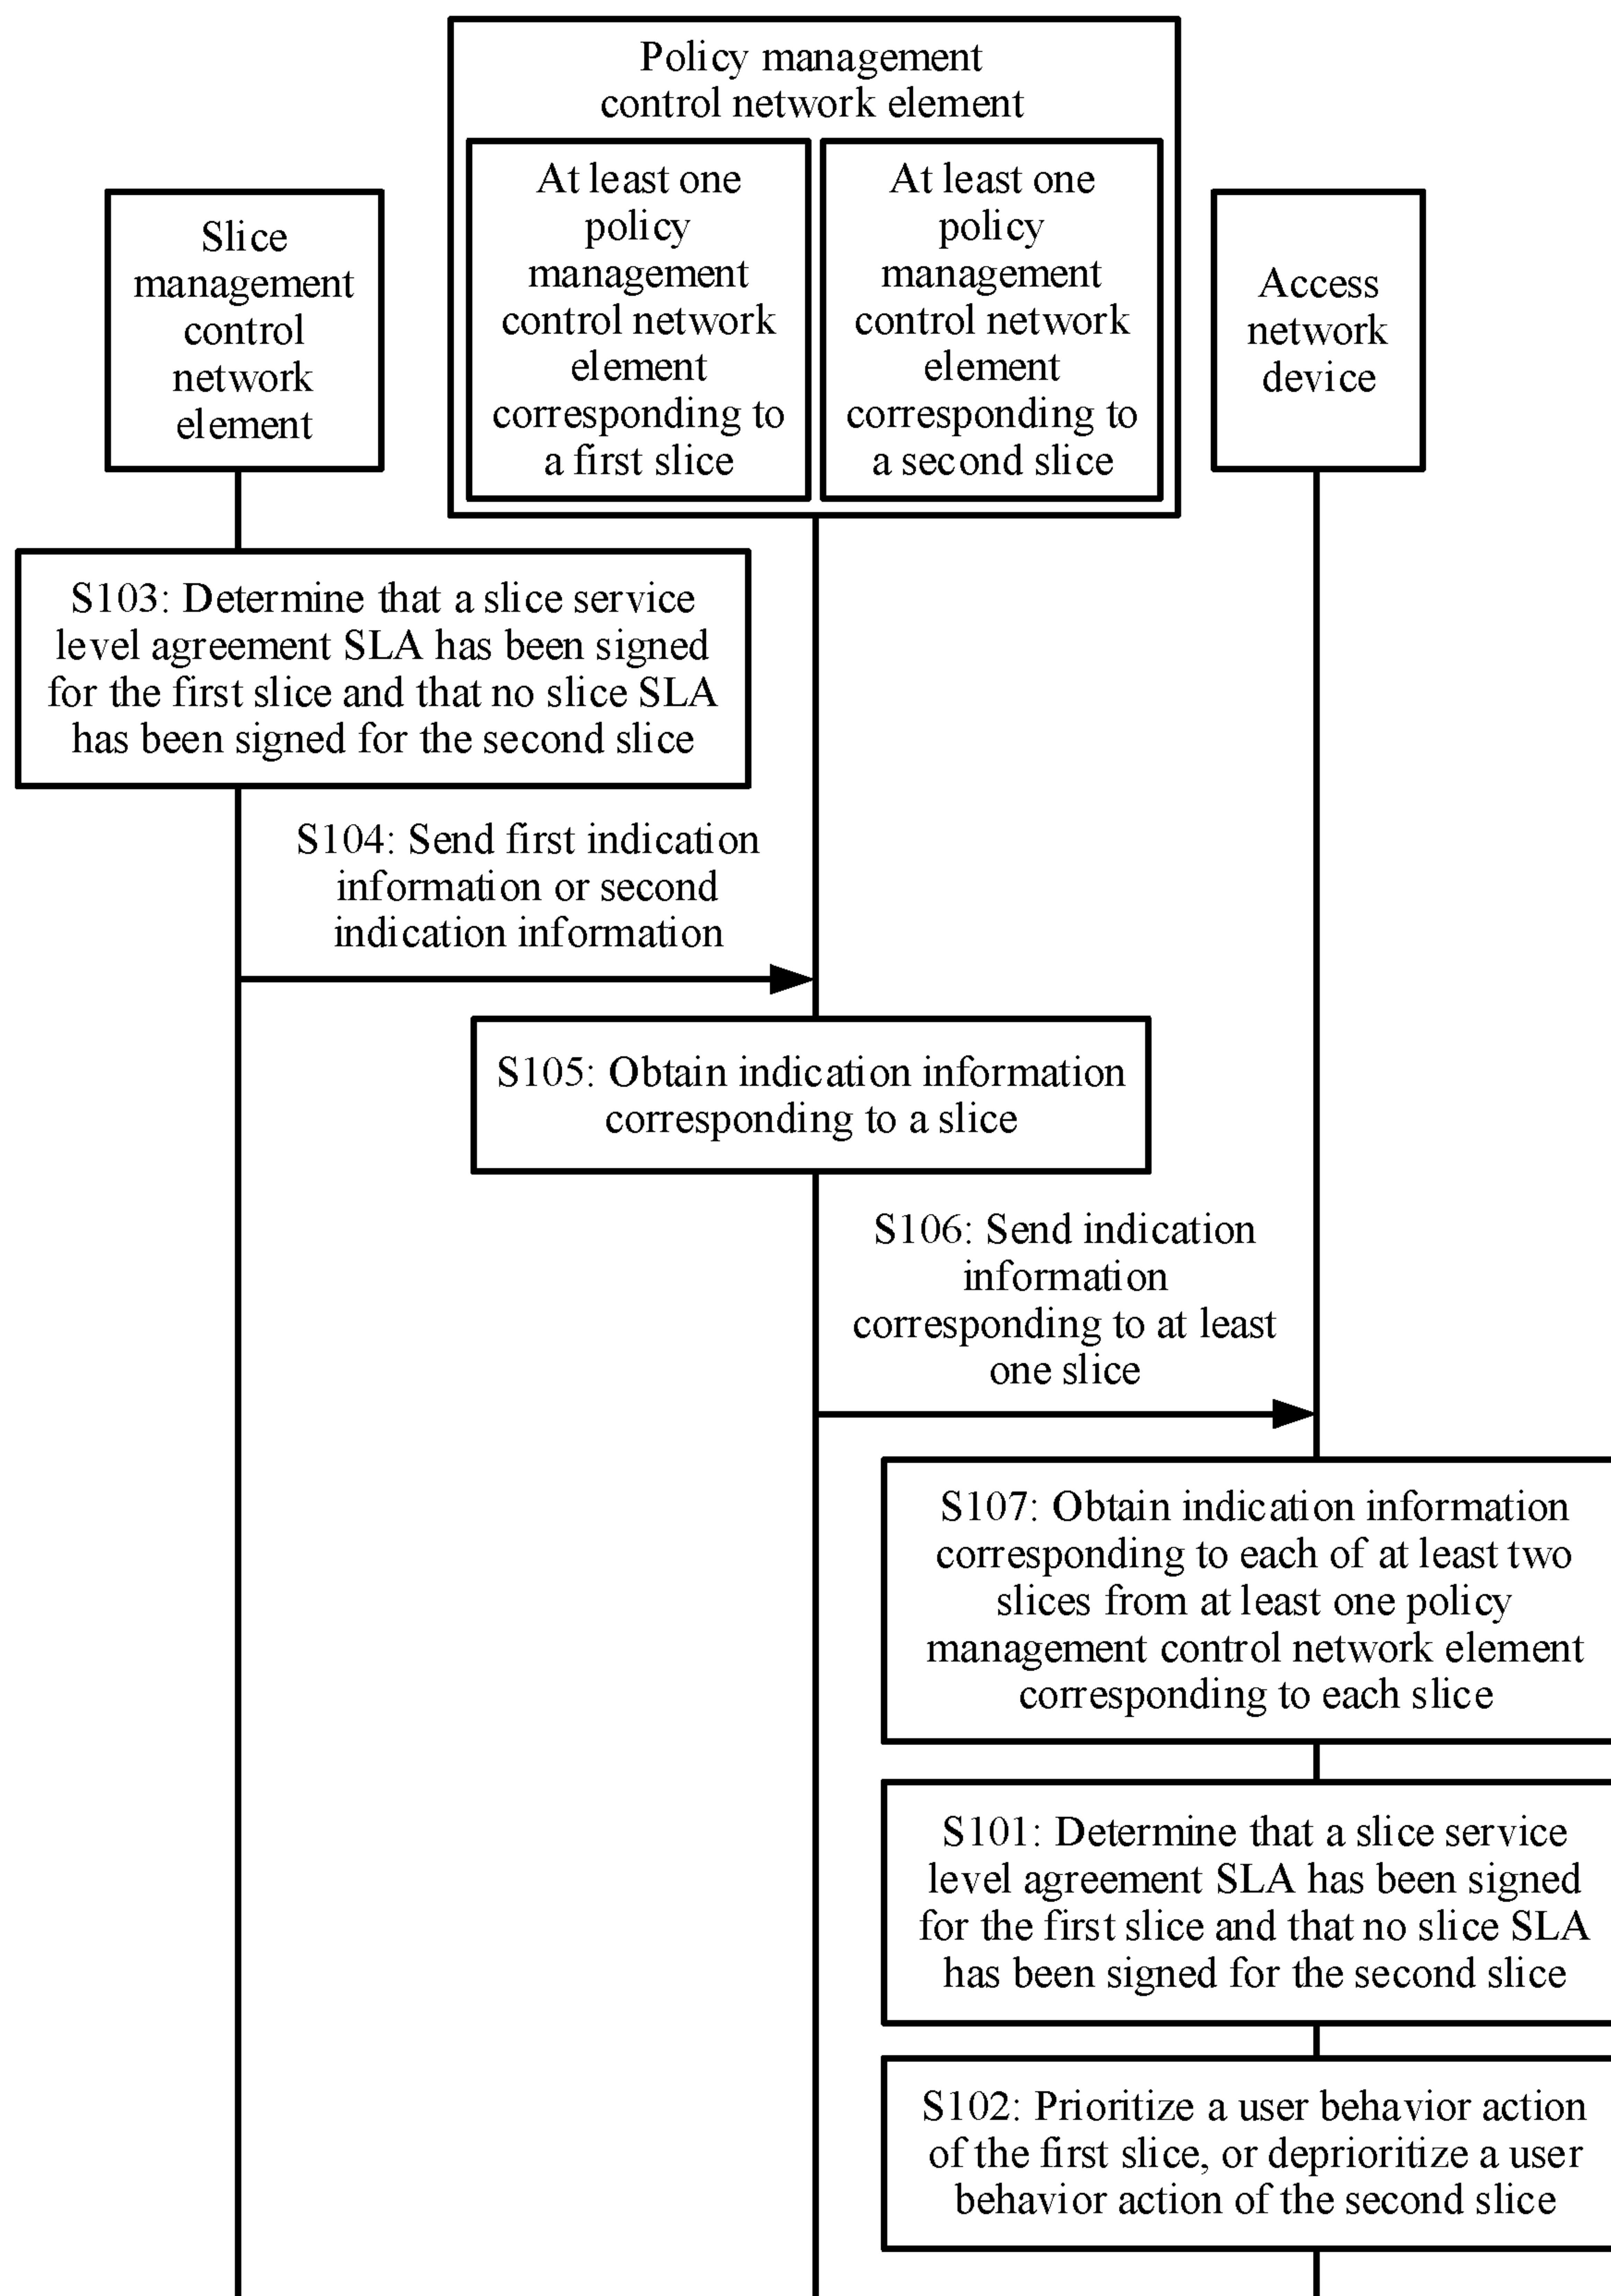 Policy management
control network element
At least one
policy
management
control network
element
corresponding to
a first slice
At least one
policy
management
control network
element
corresponding to
a second slice
Slice
management
control
network
element
Access
network
device
S103: Determine that a slice service
level agreement SLA has been signed
for the first slice and that no slice SLA
has been signed for the second slice
S104: Send first indication
information or second
indication information
S105: Obtain indication information
corresponding to a slice
S106: Send indication
information
corresponding to at least
one slice
S107: Obtain indication information
corresponding to each of at least two
slices from at least one policy
management control network element
corresponding to each slice
S101: Determine that a slice service
level agreement SLA has been signed
for the first slice and that no slice SLA
has been signed for the second slice
S102: Prioritize a user behavior action
of the first slice, or deprioritize a user
behavior action of the second slice